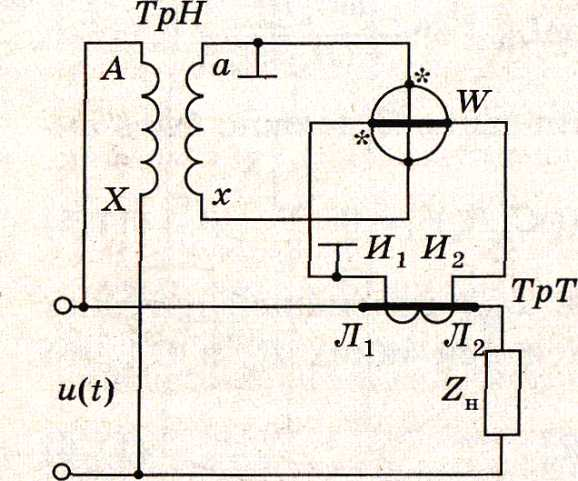 ТрН
A a
* W
*
X x
И₁ И₂
ТрТ
Л₁ Л₂
u(t) Zн